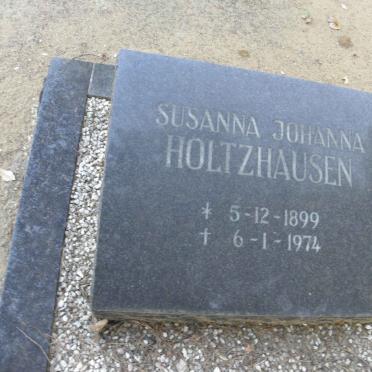 SUSANNA JOHANNA
HOLTZHAUSEN
* 5-12-1899
† 6-1-1974